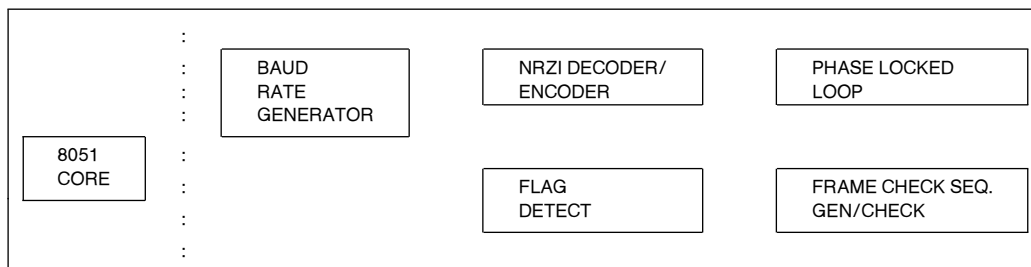 :
: BAUD NRZI DECODER/ PHASE LOCKED
: RATE ENCODER LOOP
: GENERATOR
8051 :
CORE : FLAG FRAME CHECK SEQ.
: DETECT GEN/CHECK
: